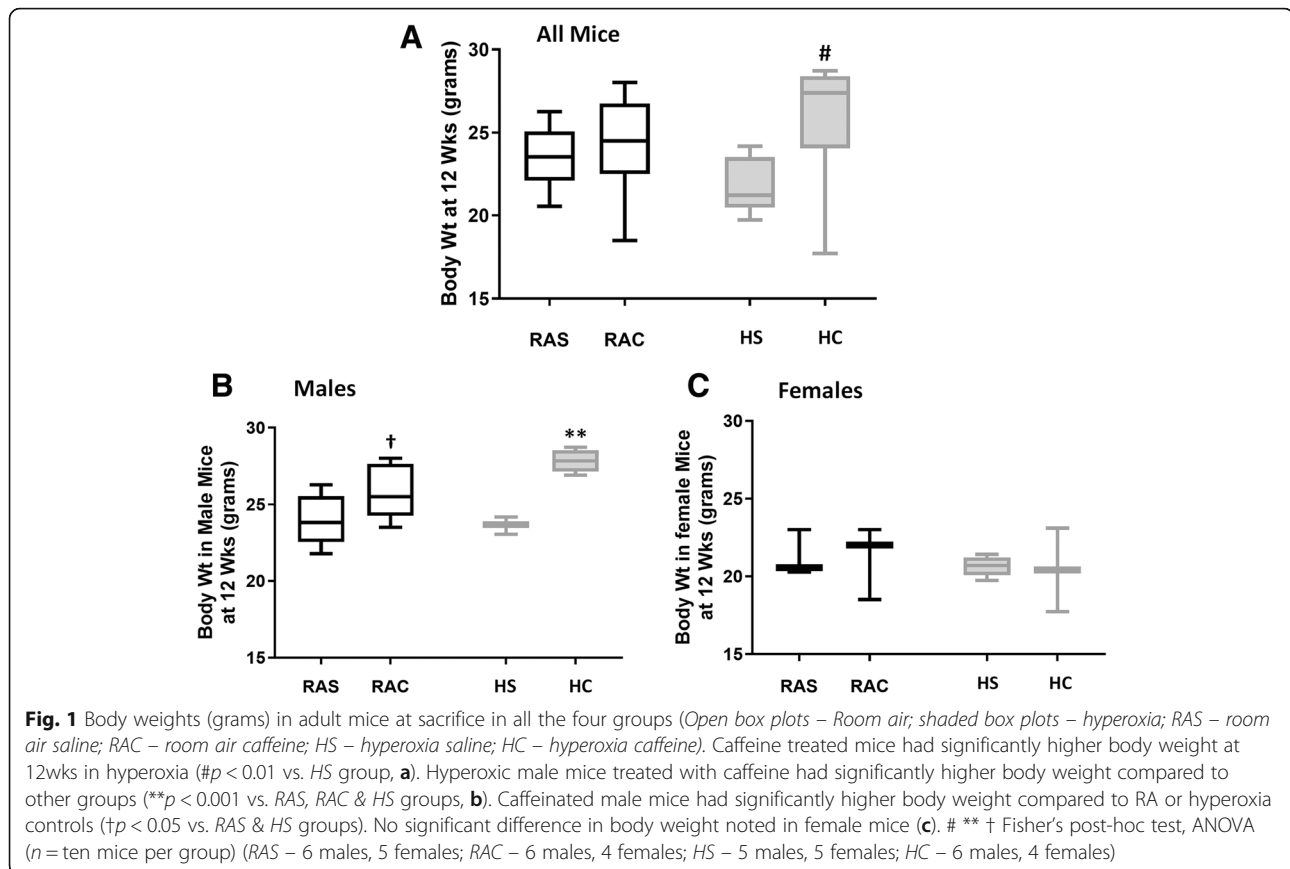 A All Mice
Body Wt at 12 Wks (grams)
30
25
20
15
#
RAS RAC HS HC
B Males
Body Wt in Male Mice
at 12 Wks (grams)
30
25
20
15
†
**
RAS RAC HS HC
C Females
Body Wt in female Mice
at 12 Wks (grams)
30
25
20
15
RAS RAC HS HC
Fig. 1 Body weights (grams) in adult mice at sacrifice in all the four groups (Open box plots – Room air; shaded box plots – hyperoxia; RAS – room
air saline; RAC – room air caffeine; HS – hyperoxia saline; HC – hyperoxia caffeine). Caffeine treated mice had significantly higher body weight at
12wks in hyperoxia (#p < 0.01 vs. HS group, a). Hyperoxic male mice treated with caffeine had significantly higher body weight compared to
other groups (**p < 0.001 vs. RAS, RAC & HS groups, b). Caffeinated male mice had significantly higher body weight compared to RA or hyperoxia
controls (†p < 0.05 vs. RAS & HS groups). No significant difference in body weight noted in female mice (c). # ** † Fisher's post-hoc test, ANOVA
(n = ten mice per group) (RAS – 6 males, 5 females; RAC – 6 males, 4 females; HS – 5 males, 5 females; HC – 6 males, 4 females)